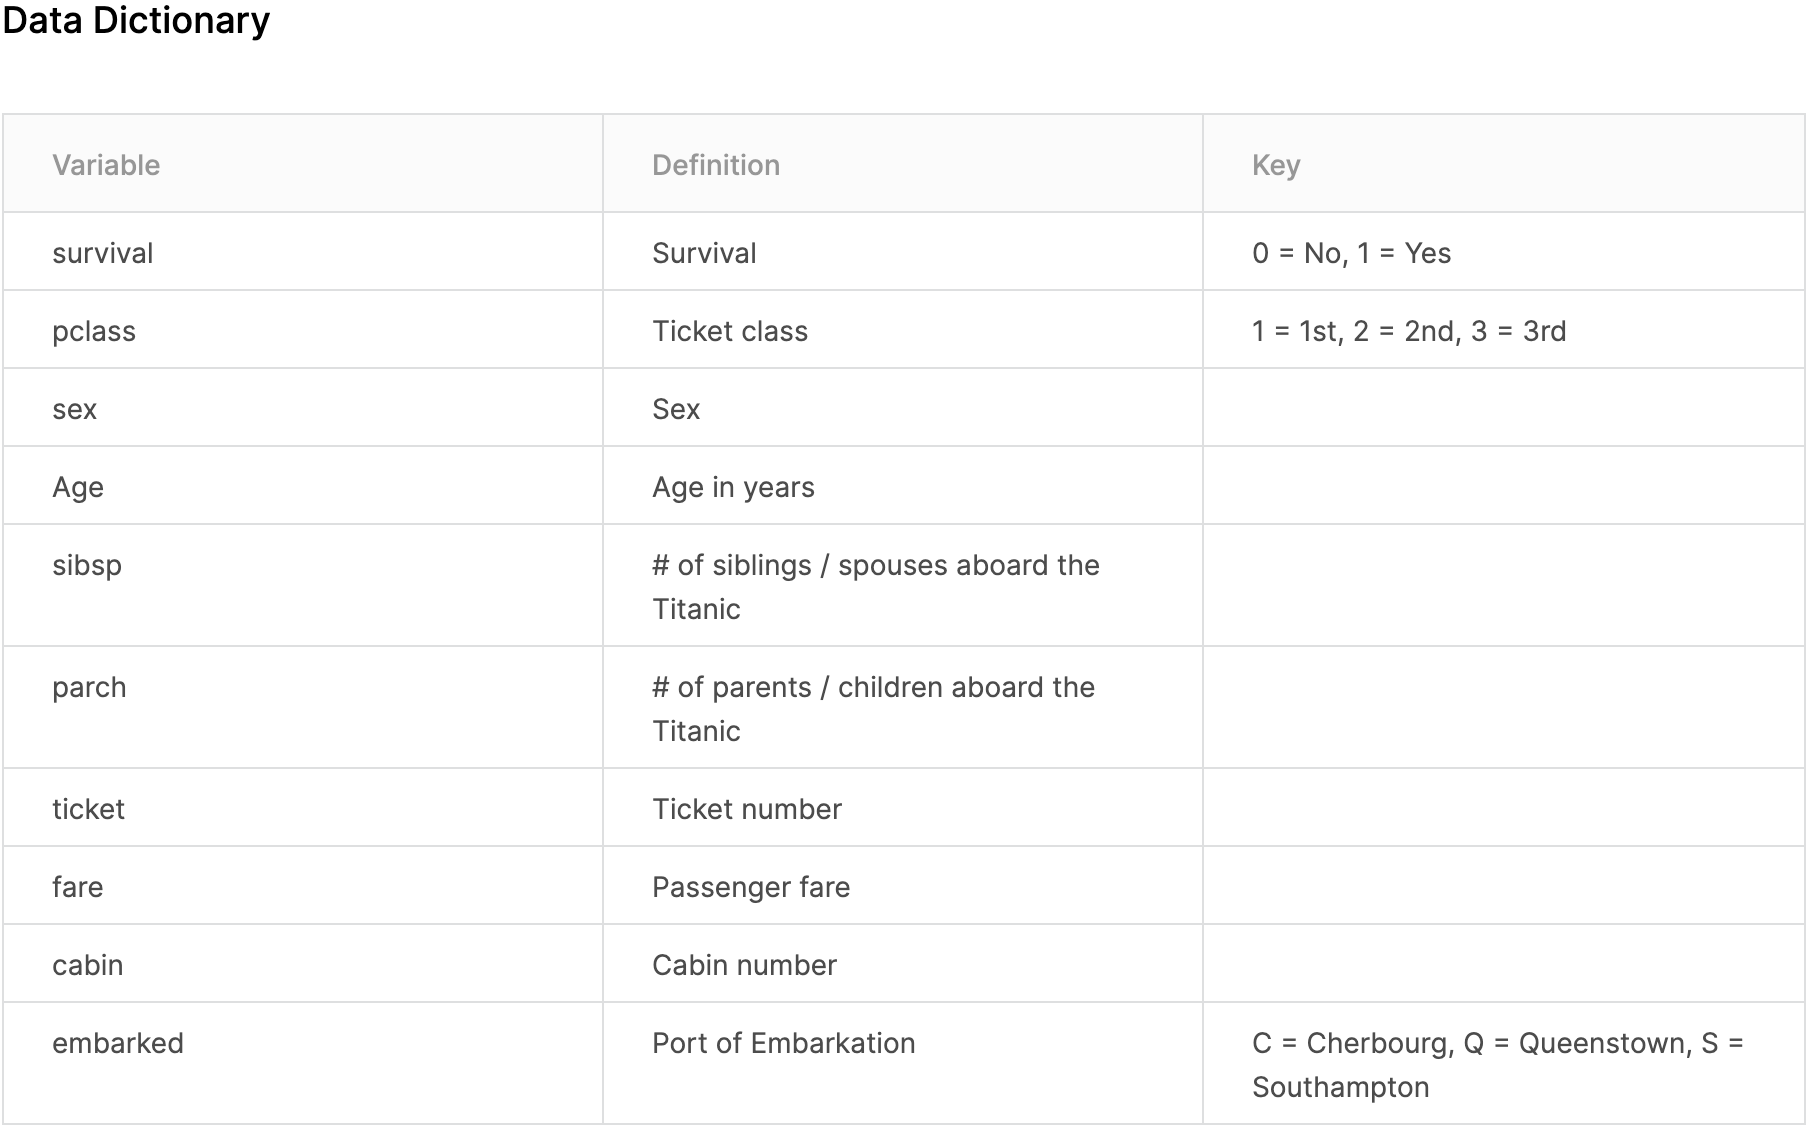 Data Dictionary
Variable Definition Key
survival Survival 0 = No, 1 = Yes
pclass Ticket class 1 = 1st, 2 = 2nd, 3 = 3rd
sex Sex
Age Age in years
sibsp # of siblings / spouses aboard the
Titanic
parch # of parents / children aboard the
Titanic
ticket Ticket number
fare Passenger fare
cabin Cabin number
embarked Port of Embarkation C = Cherbourg, Q = Queenstown, S =
Southampton